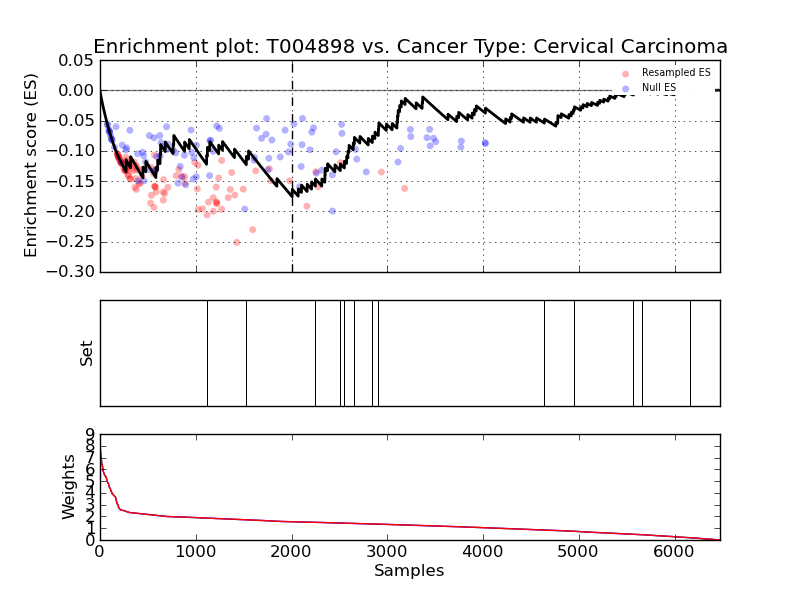 Enrichment plot: T004898 vs. Cancer Type: Cervical Carcinoma
Enrichment score (ES)
0.05
0.00
−0.05
−0.10
−0.15
−0.20
−0.25
−0.30
Resampled ES
Null ES
Set
Weights
9
8
7
6
5
4
3
2
1
0
0 1000 2000 3000 4000 5000 6000
Samples